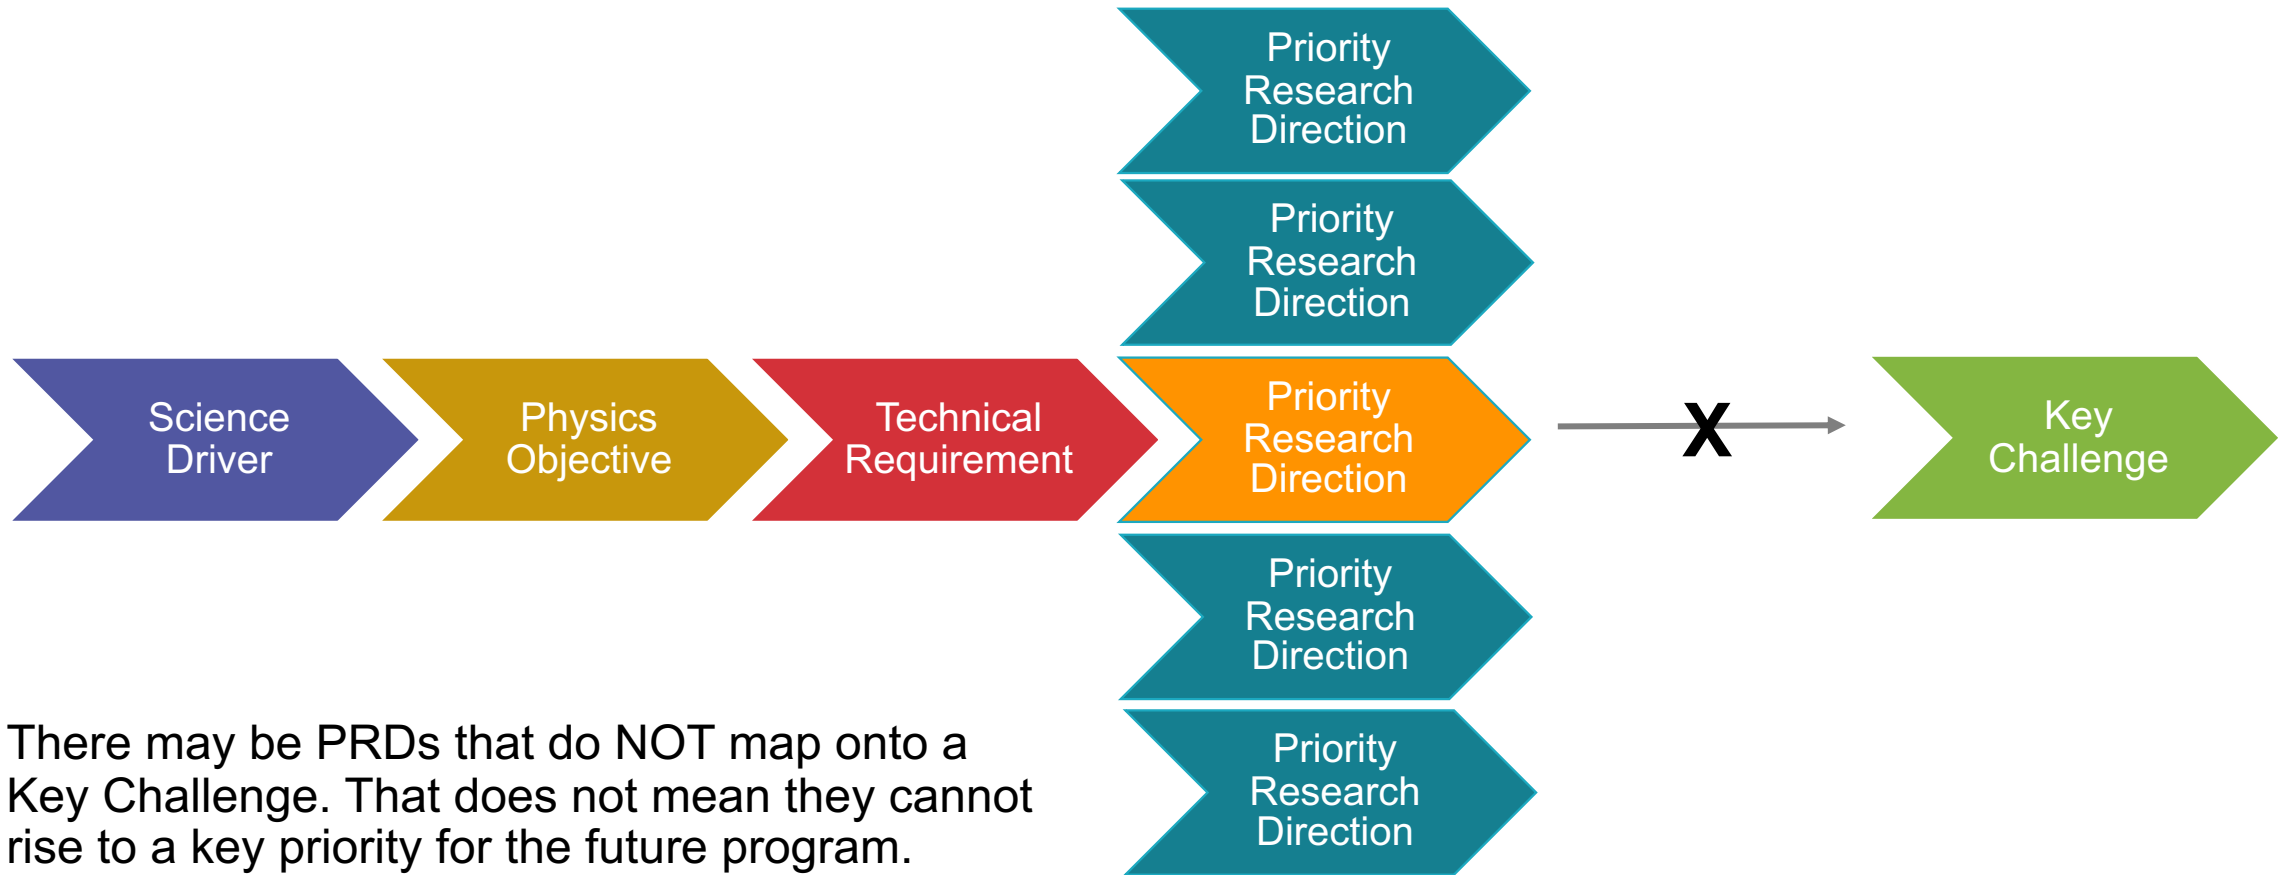 Priority
Research
Direction
Priority
Research
Direction
Science
Driver
Physics
Objective
Technical
Requirement
Priority
Research
Direction
X
Key
Challenge
Priority
Research
Direction
Priority
Research
Direction
There may be PRDs that do NOT map onto a
Key Challenge. That does not mean they cannot
rise to a key priority for the future program.